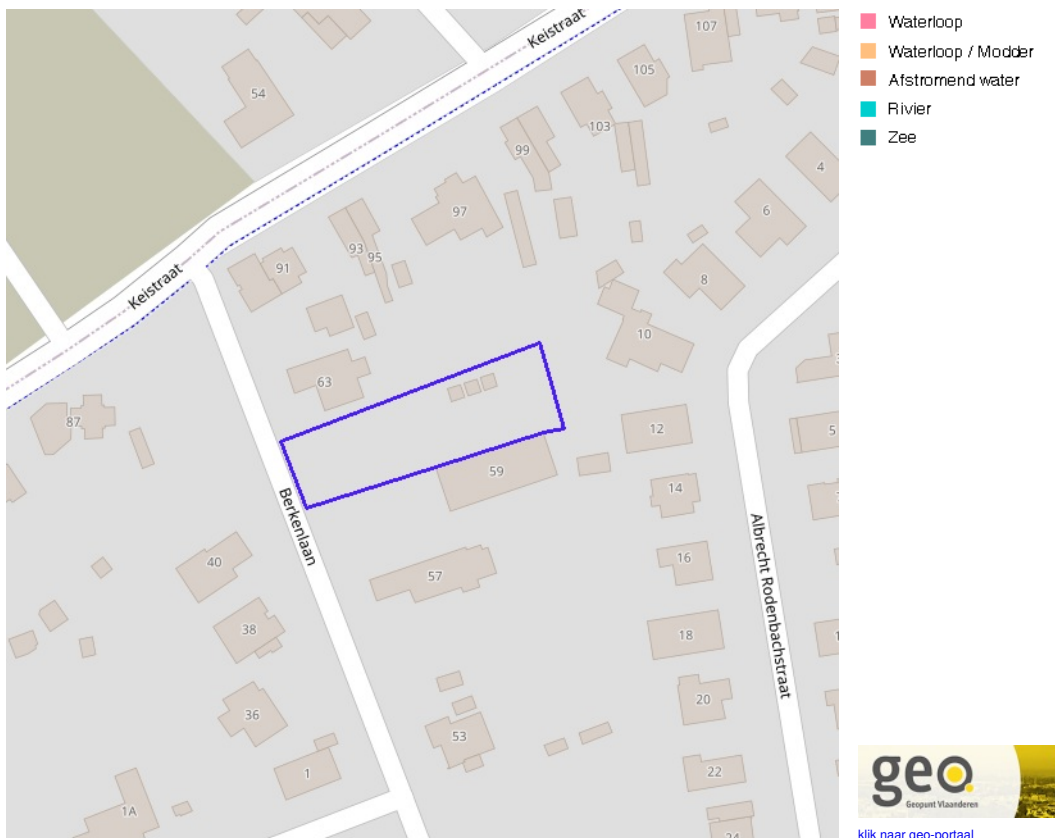 Keistraat
107
105
54
103
99
4
97
6
93
95
91
8
Keistraat
10
63
87
12
5
59
14
Berkenlaan
Albrecht Rodenbachstraat
40
16
57
38
18
20
36
53
1
22
1A
24
Waterloop
Waterloop / Modder
Afstromend water
Rivier
Zee
geo.
Geopunt Vlaanderen
klik naar geo-portaal